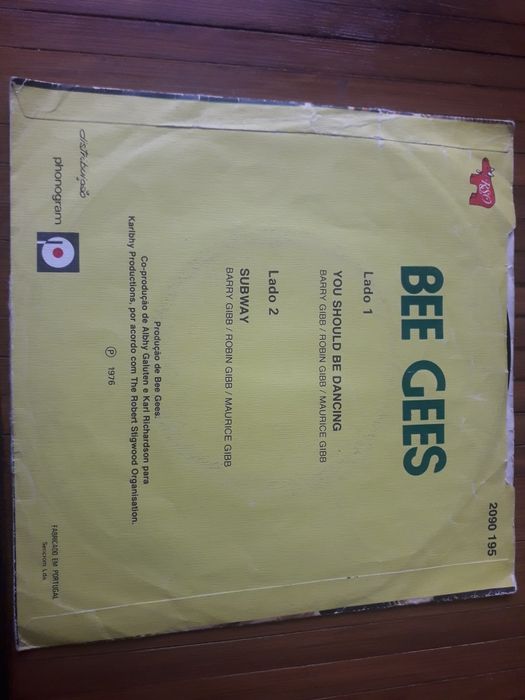 RSO
2090 195
BEE GEES
Lado 1
YOU SHOULD BE DANCING
BARRY GIBB / ROBIN GIBB / MAURICE GIBB
Lado 2
SUBWAY
BARRY GIBB / ROBIN GIBB / MAURICE GIBB
Produção de Bee Gees.
Co-produção de Albhy Galuten e Karl Richardson para
Karlbhy Productions, por acordo com The Robert Stigwood Organisation.
Ⓟ 1976
distribuição
phonogram
FABRICADO EM PORTUGAL